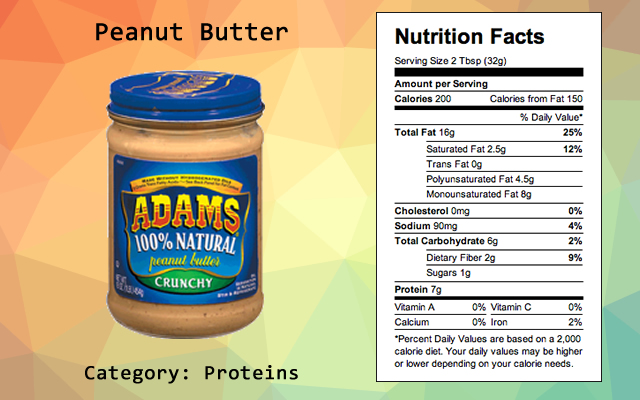 Peanut Butter
ADAMS
100% NATURAL
peanut butter
CRUNCHY
Category: Proteins
Nutrition Facts
Serving Size 2 Tbsp (32g)
Amount per Serving
Calories 200 Calories from Fat 150
% Daily Value*
Total Fat 16g 25%
Saturated Fat 2.5g 12%
Trans Fat 0g
Polyunsaturated Fat 4.5g
Monounsaturated Fat 8g
Cholesterol 0mg 0%
Sodium 90mg 4%
Total Carbohydrate 6g 2%
Dietary Fiber 2g 9%
Sugars 1g
Protein 7g
Vitamin A 0% Vitamin C 0%
Calcium 0% Iron 2%
*Percent Daily Values are based on a 2,000
calorie diet. Your daily values may be higher
or lower depending on your calorie needs.